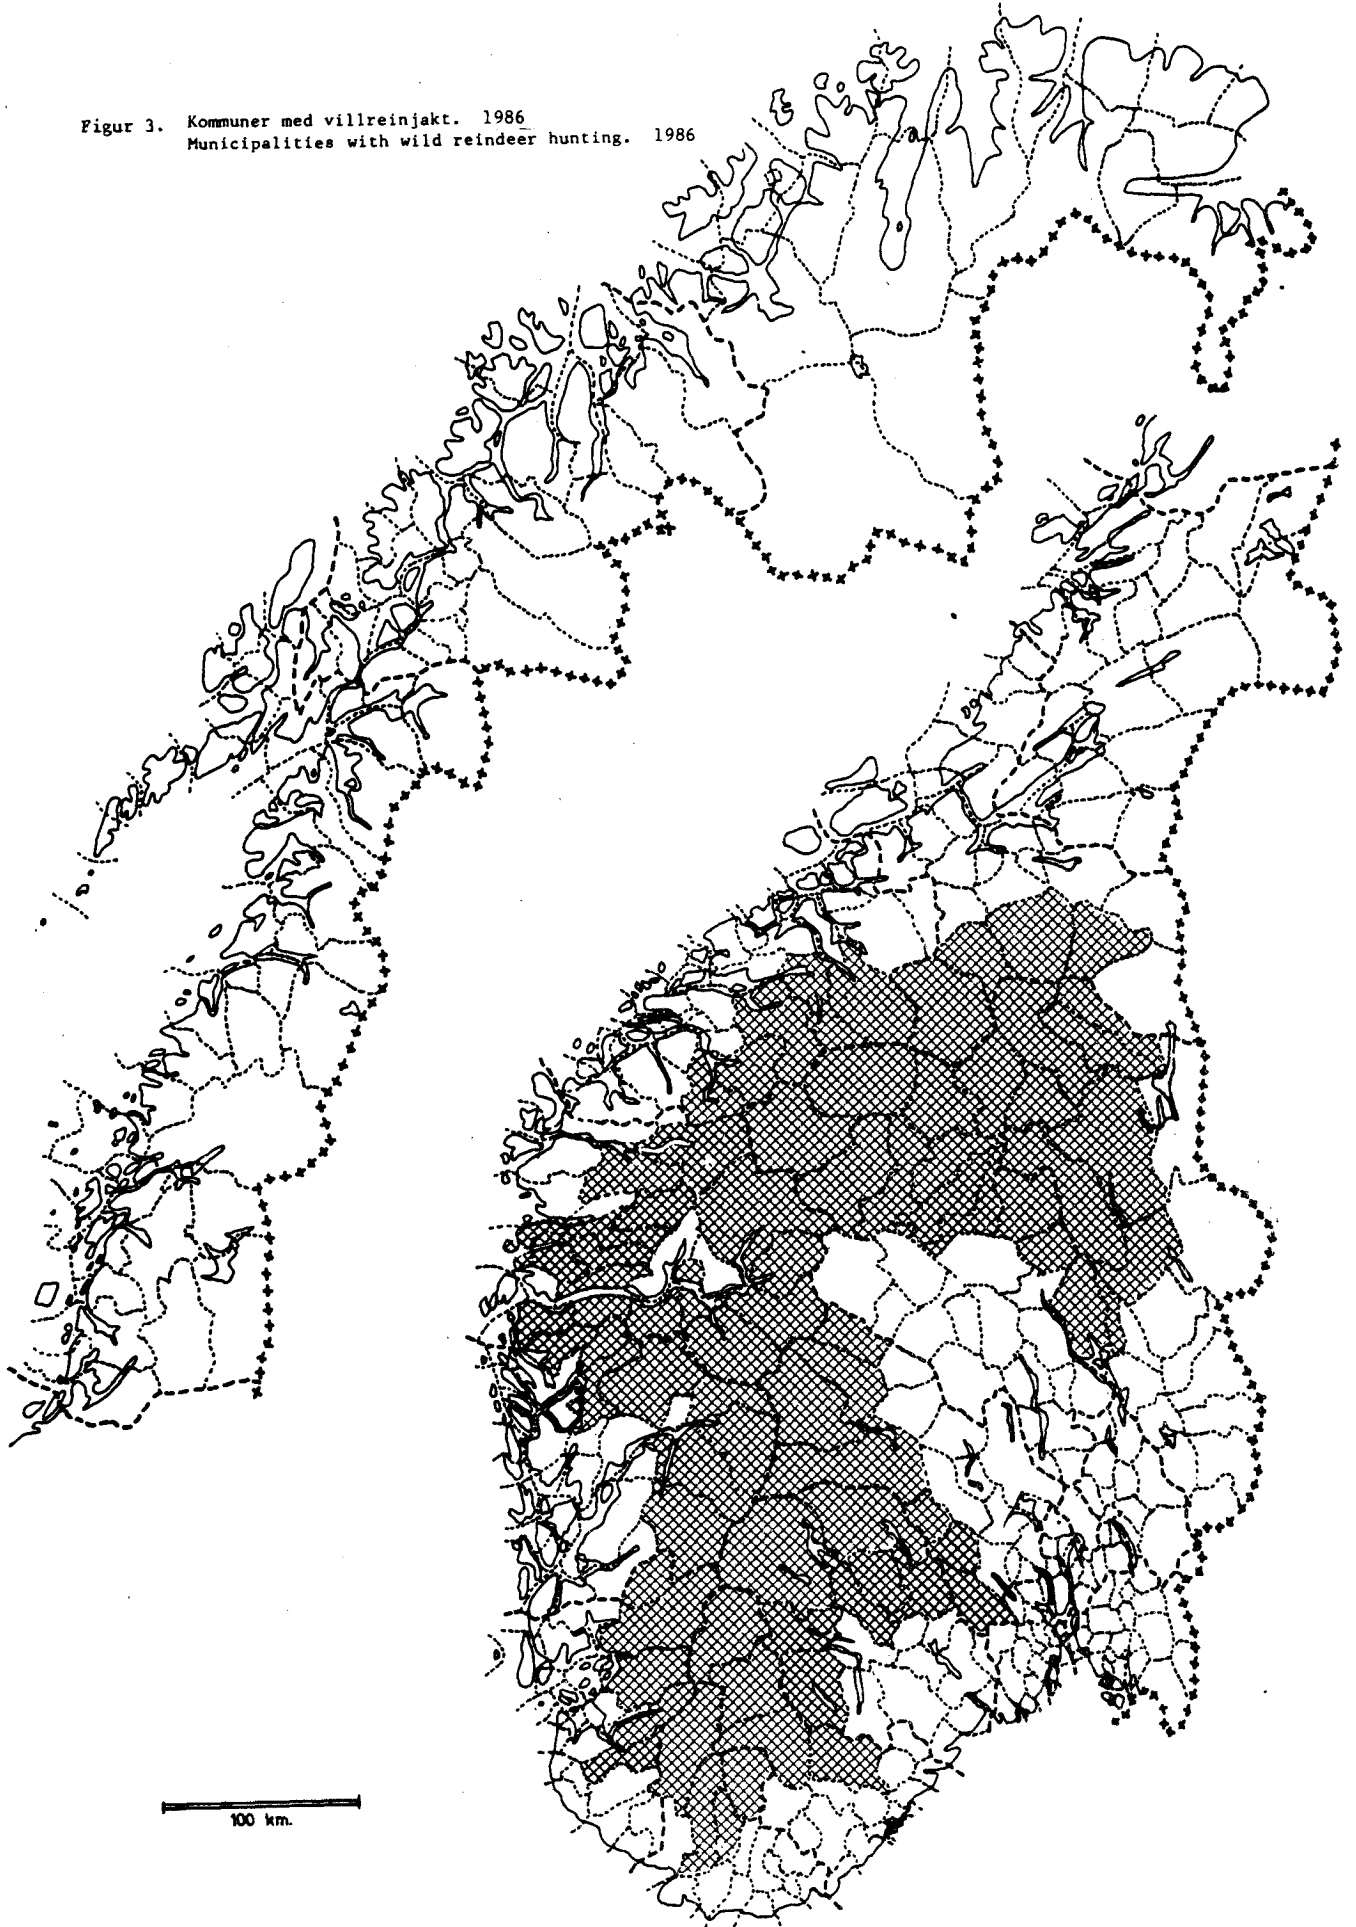 Figur 3. Kommuner med villreinjakt. 1986
Municipalities with wild reindeer hunting. 1986
100 km.